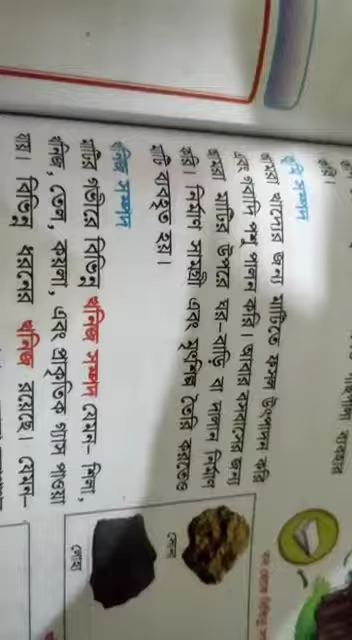 করি।
ভূমি সম্পদ
আমরা খাদ্যের জন্য মাটিতে ফসল উৎপাদন করি
এবং গবাদি পশু পালন করি। আবার বসবাসের জন্য
আমরা মাটির উপরে ঘর-বাড়ি বা দালান নির্মাণ
করি। নির্মাণ সামগ্রী এবং মৃৎশিল্প তৈরি করতেও
মাটি ব্যবহৃত হয়।
খনিজ সম্পদ
মাটির গভীরে বিভিন্ন খনিজ সম্পদ যেমন- শিলা,
খনিজ, তেল, কয়লা, এবং প্রাকৃতিক গ্যাস পাওয়া
যায়। বিভিন্ন ধরনের খনিজ রয়েছে। যেমন-
সোনা
লোহা